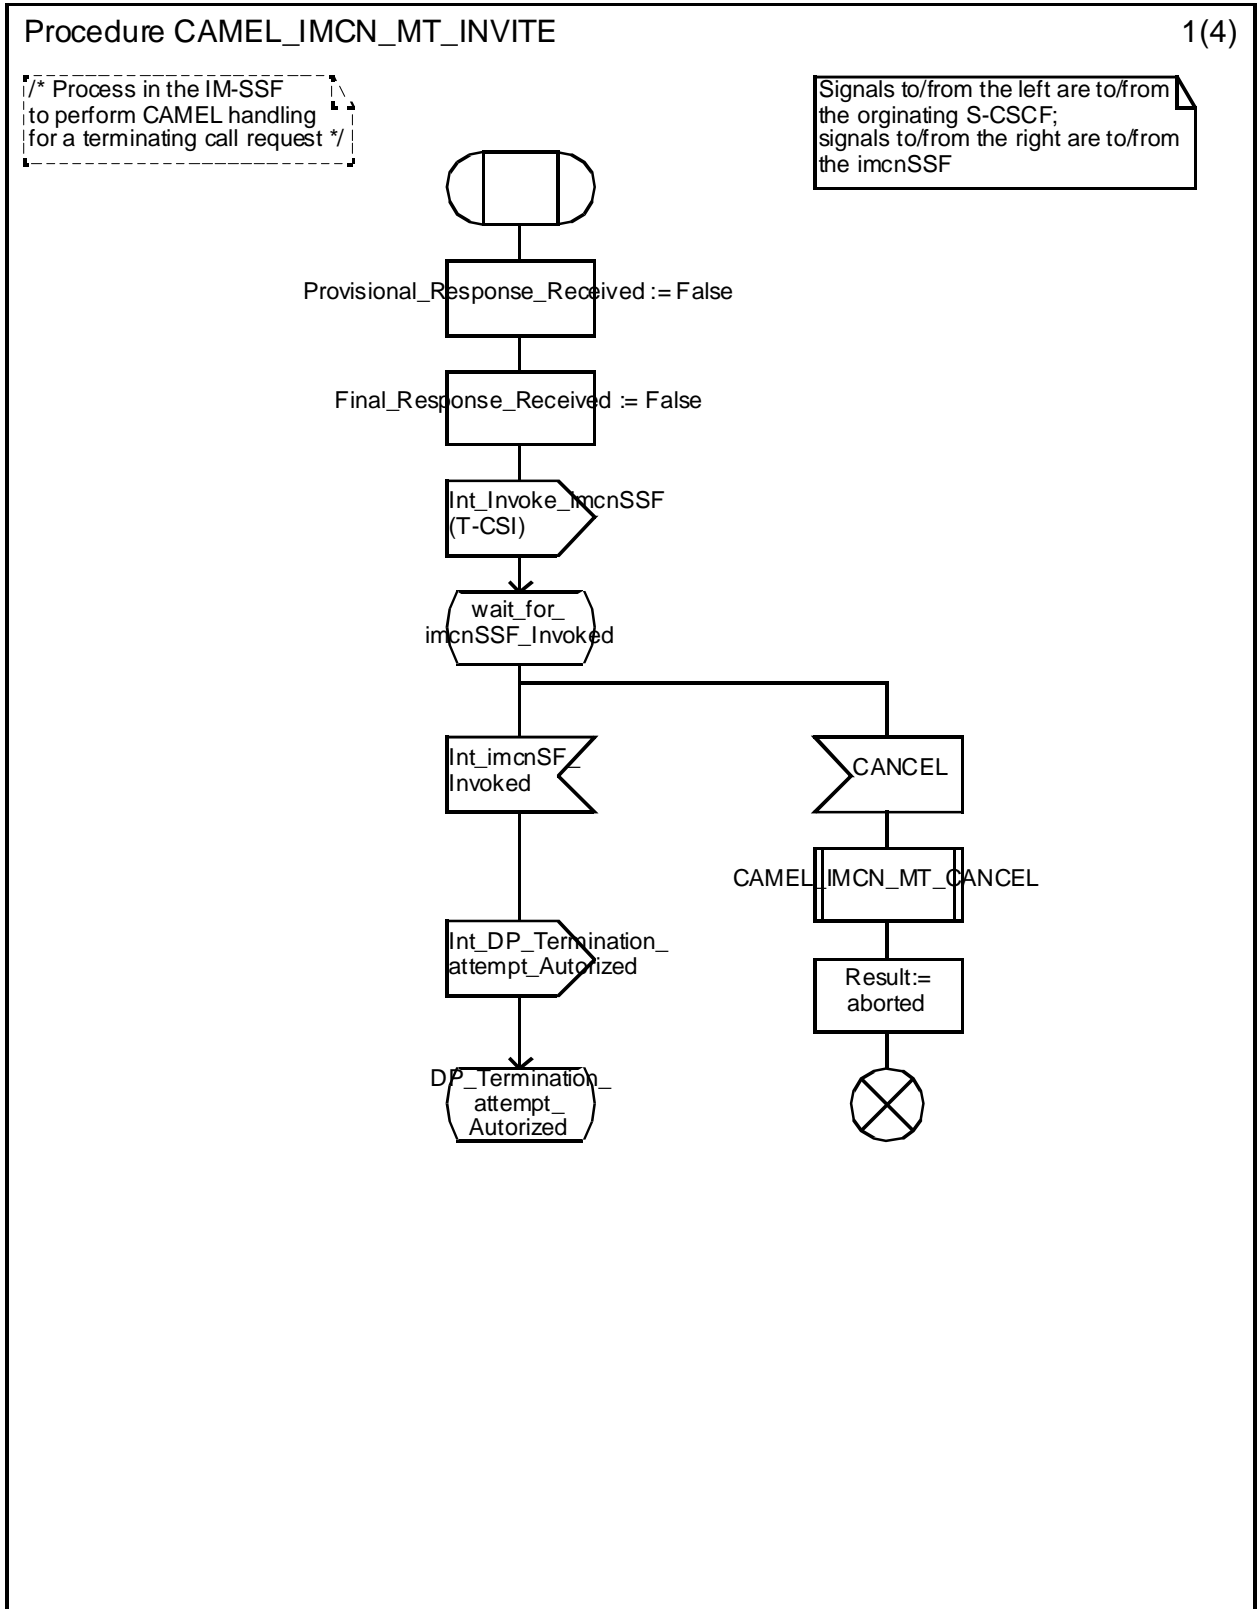 Procedure CAMEL_IMCN_MT_INVITE
1(4)
/* Process in the IM-SSF
to perform CAMEL handling
for a terminating call request */
Signals to/from the left are to/from
the orginating S-CSCF;
signals to/from the right are to/from
the imcnSSF
Provisional_Response_Received := False
Final_Response_Received := False
Int_Invoke_imcnSSF
(T-CSI)
wait_for_
imcnSSF_Invoked
Int_imcnSF_
Invoked
CANCEL
CAMEL_IMCN_MT_CANCEL
Int_DP_Termination_
attempt_Autorized
Result:=
aborted
DP_Termination_
attempt_
Autorized